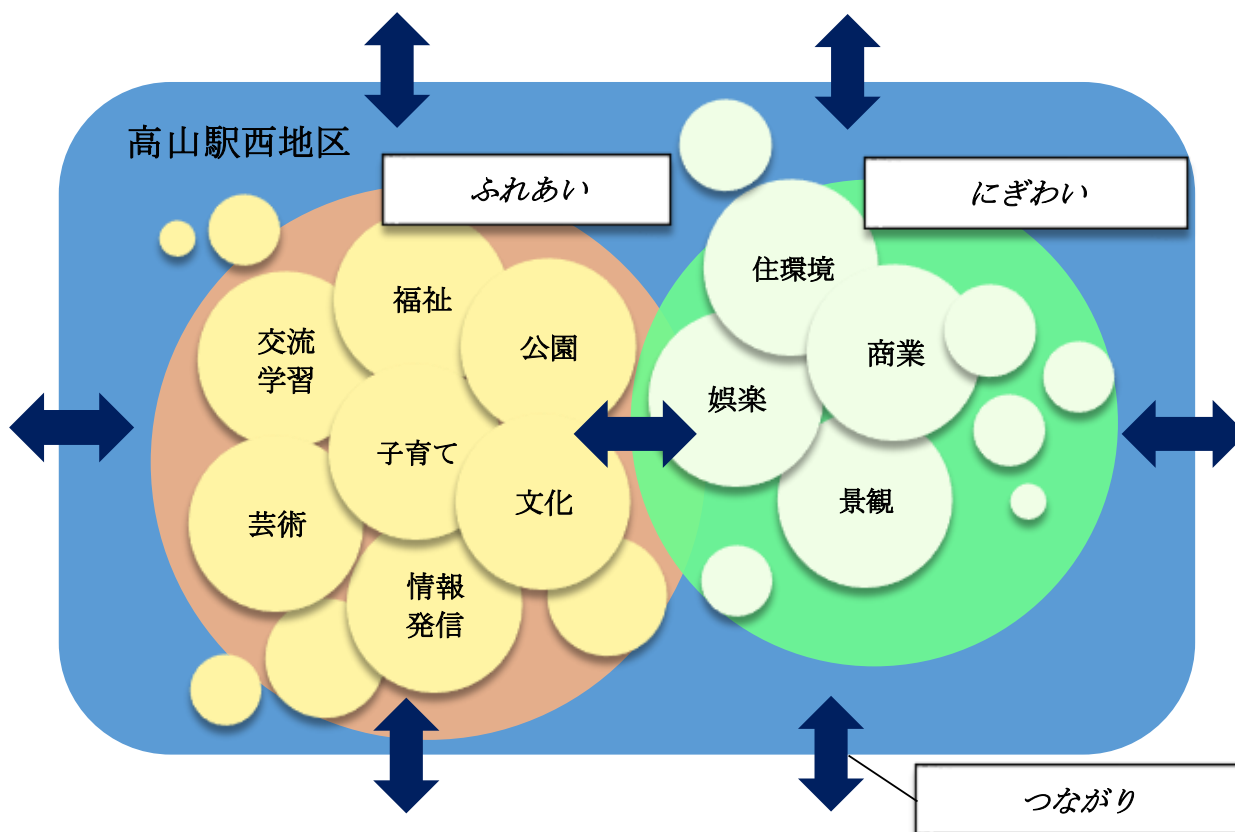 高山駅西地区
ふれあい
にぎわい
福祉
交流
学習
公園
子育て
芸術
文化
情報
発信
住環境
商業
娯楽
景観
つながり